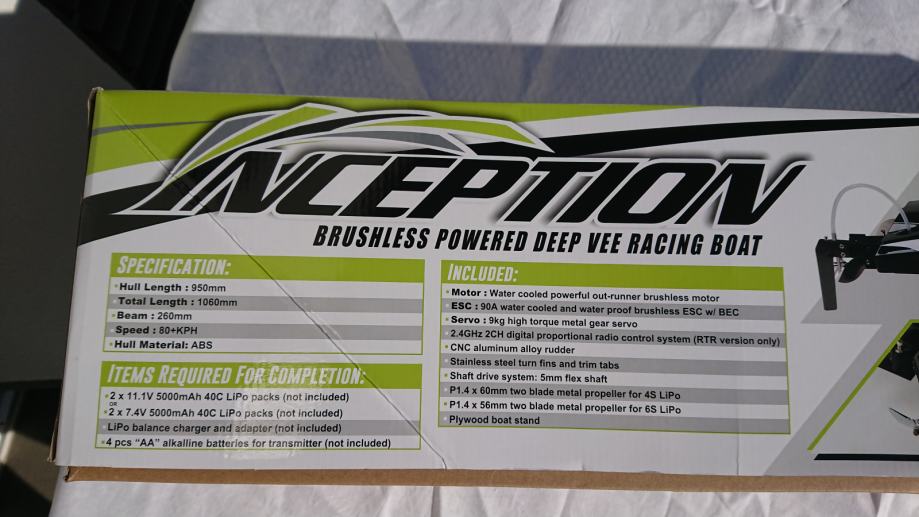 INCEPTION
BRUSHLESS POWERED DEEP VEE RACING BOAT
SPECIFICATION:
Hull Length : 950mm
Total Length : 1060mm
Beam : 260mm
Speed : 80+KPH
Hull Material: ABS
ITEMS REQUIRED FOR COMPLETION:
2 x 11.1V 5000mAh 40C LiPo packs (not included)
OR
2 x 7.4V 5000mAh 40C LiPo packs (not included)
LiPo balance charger and adapter (not included)
4 pcs “AA” alkalline batteries for transmitter (not included)
INCLUDED:
Motor : Water cooled powerful out-runner brushless motor
ESC : 90A water cooled and water proof brushless ESC w/ BEC
Servo : 9kg high torque metal gear servo
2.4GHz 2CH digital proportional radio control system (RTR version only)
CNC aluminum alloy rudder
Stainless steel turn fins and trim tabs
Shaft drive system: 5mm flex shaft
P1.4 x 60mm two blade metal propeller for 4S LiPo
P1.4 x 56mm two blade metal propeller for 6S LiPo
Plywood boat stand